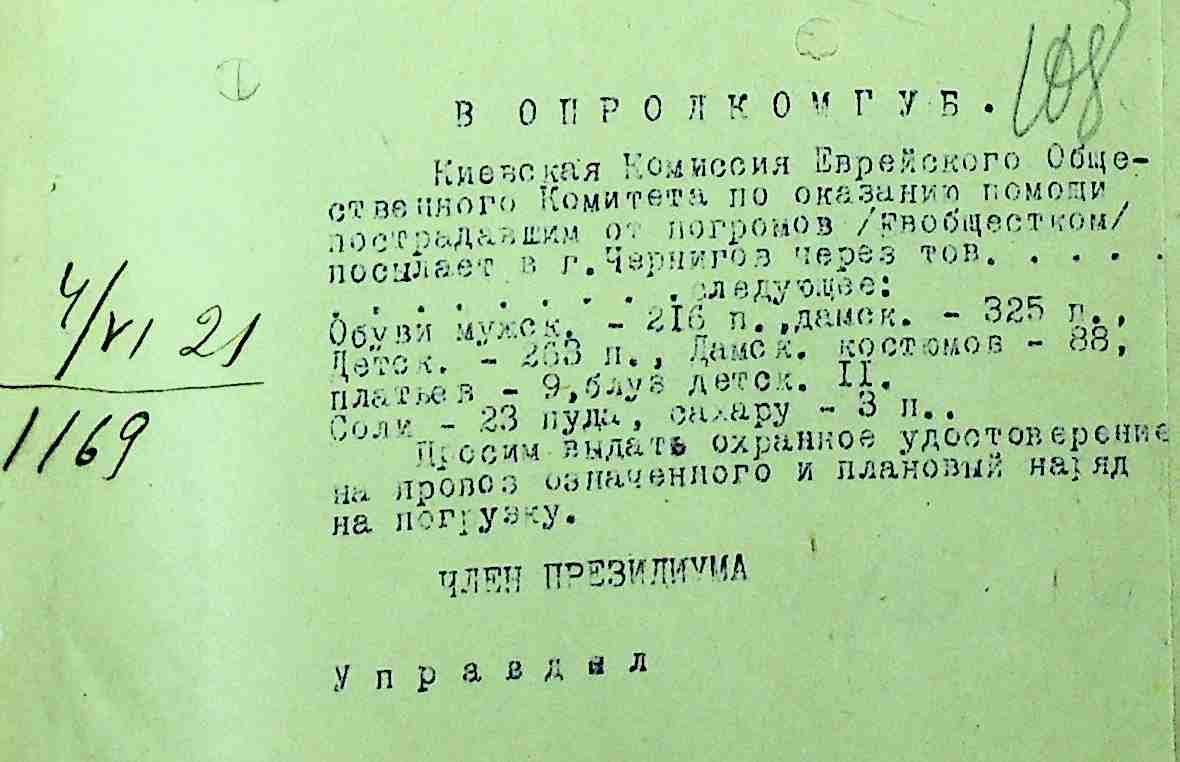 108
В ОПРОДКОМГУБ.
Киевская Комиссия Еврейского Обще-
ственного Комитета по оказанию помощи
пострадавшим от погромов /Евобщестком/
посылает в г.Чернигов через тов. . . . .
. . . . . . . . . следующее:
Обуви мужск. - 216 п.,дамск. - 325 п.,
Детск. - 263 п., Дамск. костюмов - 88,
платьев - 9,блуз детск. II.
Соли - 23 пуда, сахару - 3 п..
Просим выдать охранное удостоверение
на провоз означенного и плановый наряд
на погрузку.
4/VI 21
1169
ЧЛЕН ПРЕЗИДИУМА
Управдел